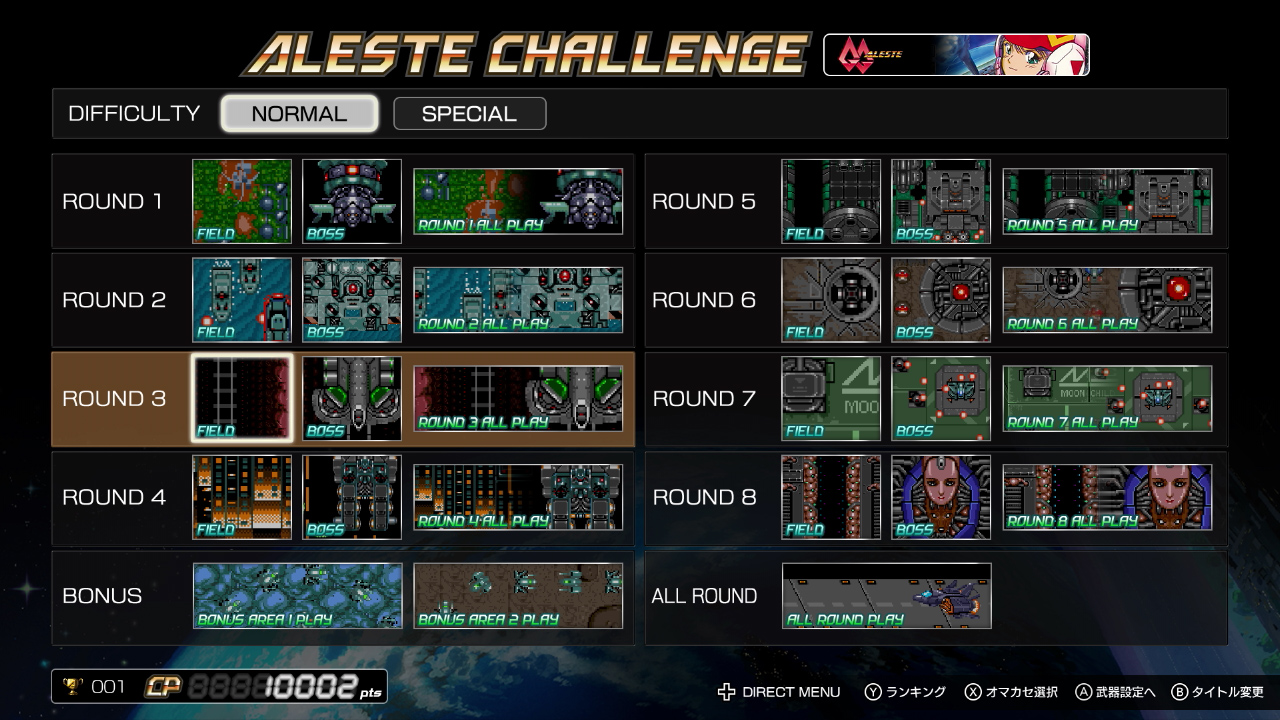 ALESTE CHALLENGE
ALESTE
DIFFICULTY NORMAL SPECIAL
ROUND 1 FIELD BOSS ROUND 1 ALL PLAY
ROUND 5 FIELD BOSS ROUND 5 ALL PLAY
ROUND 2 FIELD BOSS ROUND 2 ALL PLAY
ROUND 6 FIELD BOSS ROUND 6 ALL PLAY
ROUND 3 FIELD BOSS ROUND 3 ALL PLAY
ROUND 7 MOO FIELD BOSS MOON ROUND 7 ALL PLAY
ROUND 4 FIELD BOSS ROUND 4 ALL PLAY
ROUND 8 FIELD BOSS ROUND 8 ALL PLAY
BONUS BONUS AREA 1 PLAY BONUS AREA 2 PLAY
ALL ROUND ALL ROUND PLAY
001 CP 10002 pts
DIRECT MENU Y ランキング X オマカセ選択 A 武器設定へ B タイトル変更